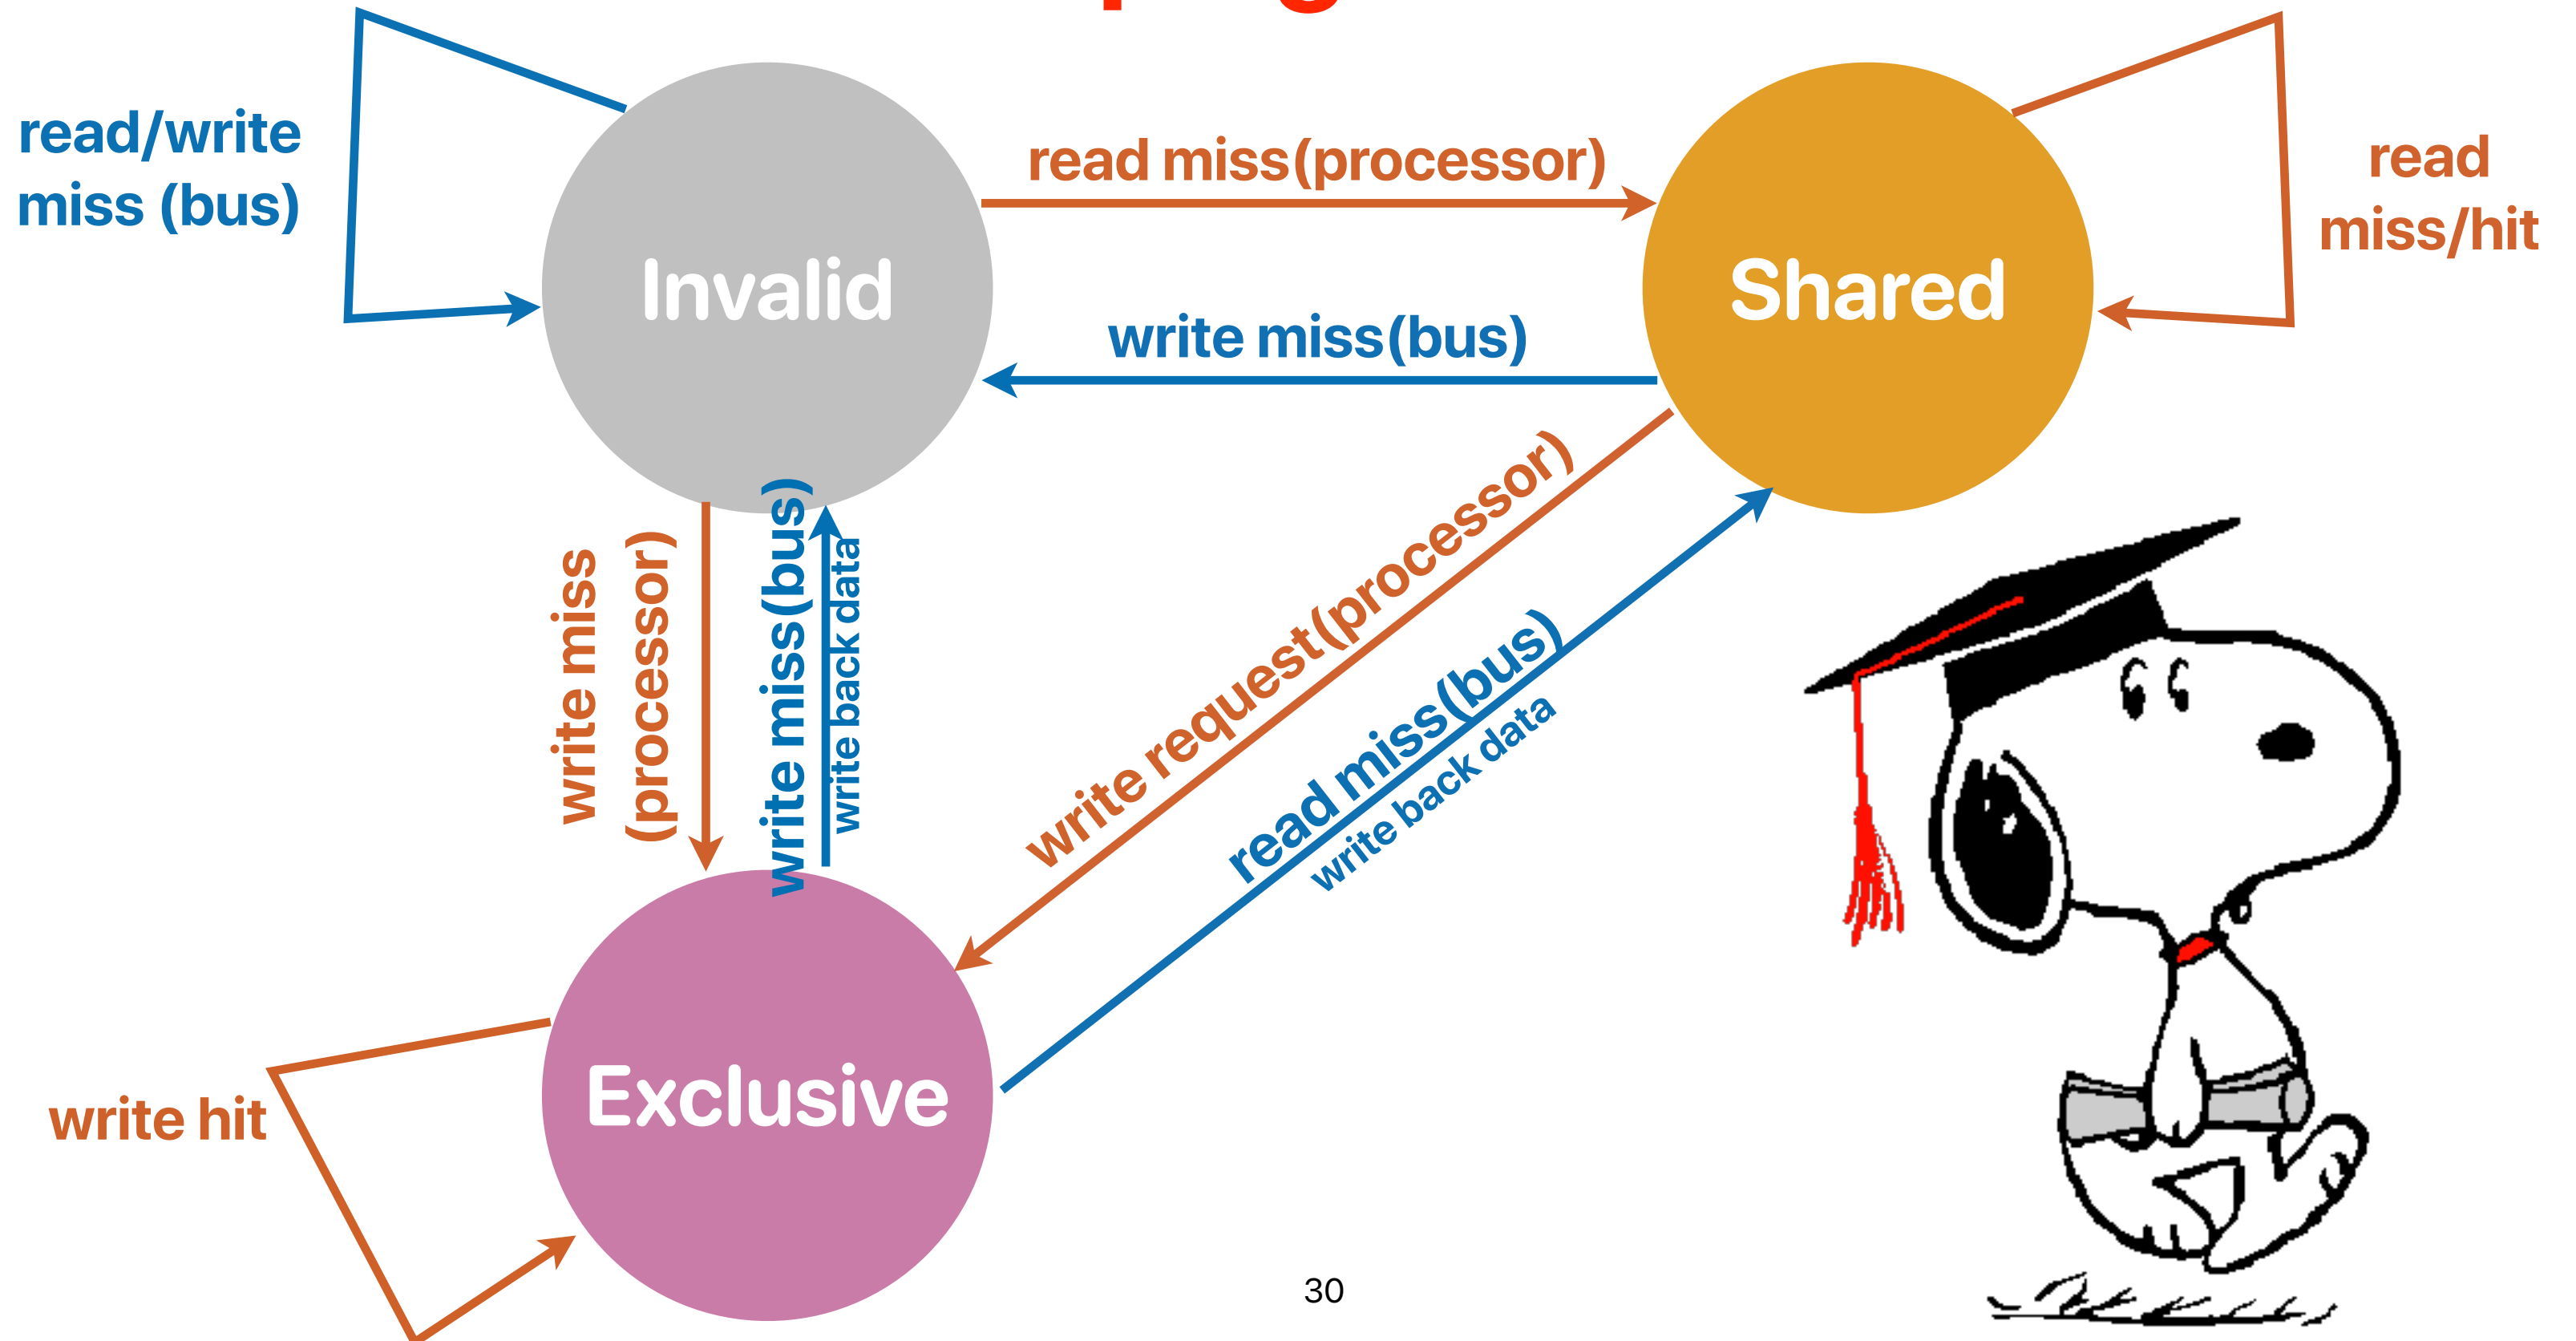 read/write
miss (bus)
read miss(processor)
read
miss/hit
Invalid
Shared
write miss(bus)
write miss
(processor)
write miss(bus)
write back data
write request(processor)
read miss(bus)
write back data
Exclusive
write hit
30